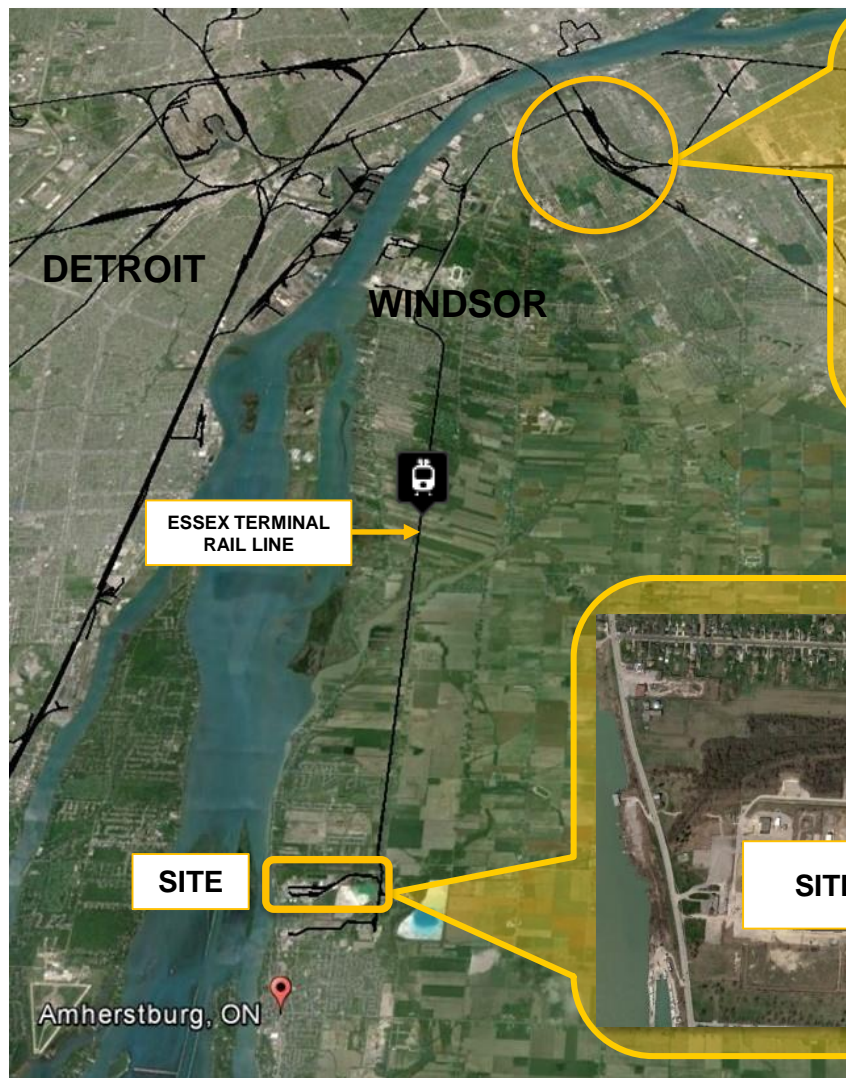 DETROIT
WINDSOR
ESSEX TERMINAL
RAIL LINE
SITE
Amherstburg, ON